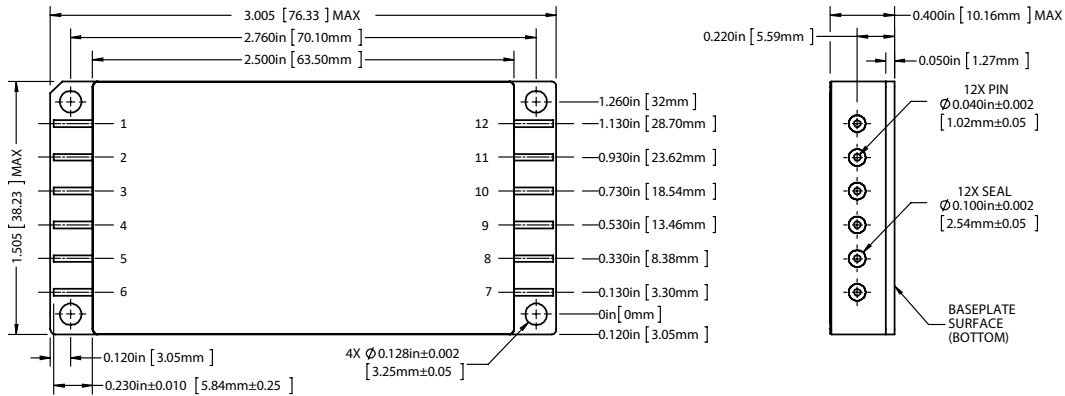 3.005 [76.33] MAX
2.760in [70.10mm ]
2.500in [63.50mm ]
1.505 [38.23] MAX
1
2
3
4
5
6
12
11
10
9
8
7
1.260in [32mm ]
1.130in [28.70mm ]
0.930in [23.62mm ]
0.730in [18.54mm ]
0.530in [13.46mm ]
0.330in [8.38mm ]
0.130in [3.30mm ]
0in [0mm ]
0.120in [3.05mm ]
0.120in [3.05mm ]
0.230in±0.010 [5.84mm±0.25 ]
4X Ø0.128in±0.002
[3.25mm±0.05 ]
0.400in [10.16mm ] MAX
0.220in [5.59mm ]
0.050in [1.27mm ]
12X PIN
Ø0.040in±0.002
[1.02mm±0.05 ]
12X SEAL
Ø0.100in±0.002
[2.54mm±0.05 ]
BASEPLATE
SURFACE
(BOTTOM)